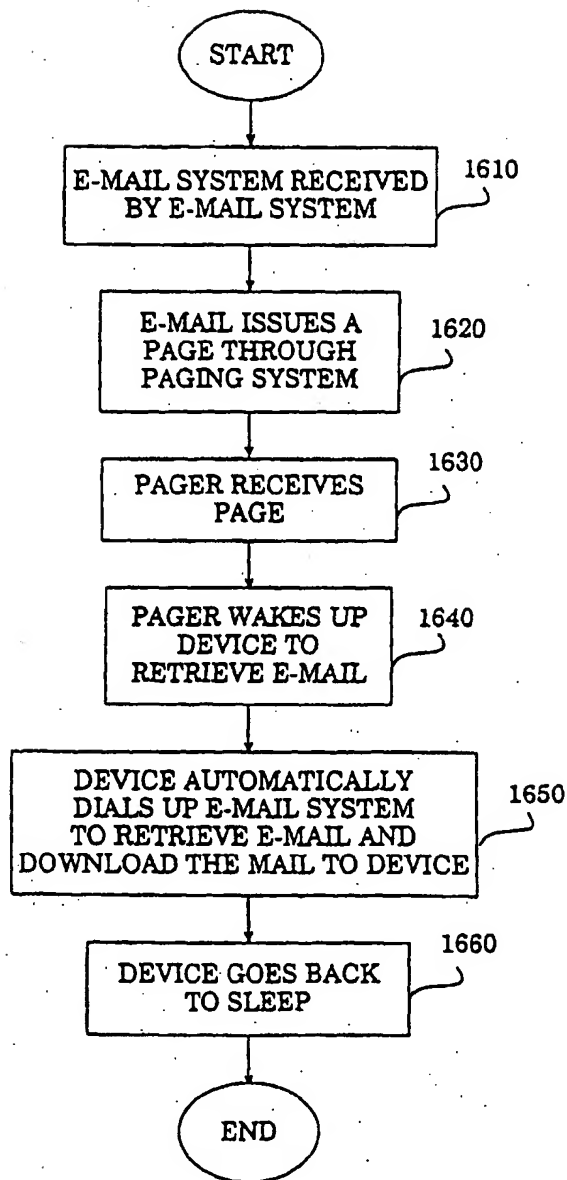 START
E-MAIL SYSTEM RECEIVED
BY E-MAIL SYSTEM
1610
E-MAIL ISSUES A
PAGE THROUGH
PAGING SYSTEM
1620
PAGER RECEIVES
PAGE
1630
PAGER WAKES UP
DEVICE TO
RETRIEVE E-MAIL
1640
DEVICE AUTOMATICALLY
DIALS UP E-MAIL SYSTEM
TO RETRIEVE E-MAIL AND
DOWNLOAD THE MAIL TO DEVICE
1650
DEVICE GOES BACK
TO SLEEP
1660
END